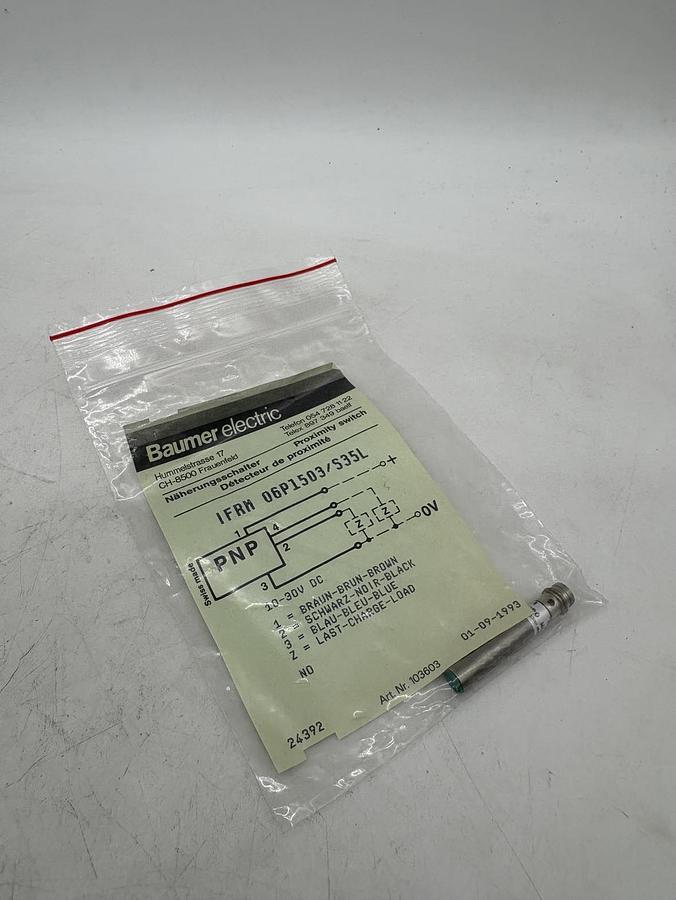 Baumer electric
Hummelstrasse 17
CH-8500 Frauenfeld
Telefon 054 728 11 22
Telex 897 349 baelf
Näherungsschalter
Proximity switch
Détecteur de proximité
IFRM 06P1503/S35L
+
1
4
PNP
2
Z
Z
0V
3
Swiss made
10-30V DC
1 = BRAUN-BRUN-BROWN
2 = SCHWARZ-NOIR-BLACK
3 = BLAU-BLEU-BLUE
Z = LAST-CHARGE-LOAD
NO
01-09-1993
Art. Nr. 103603
24392